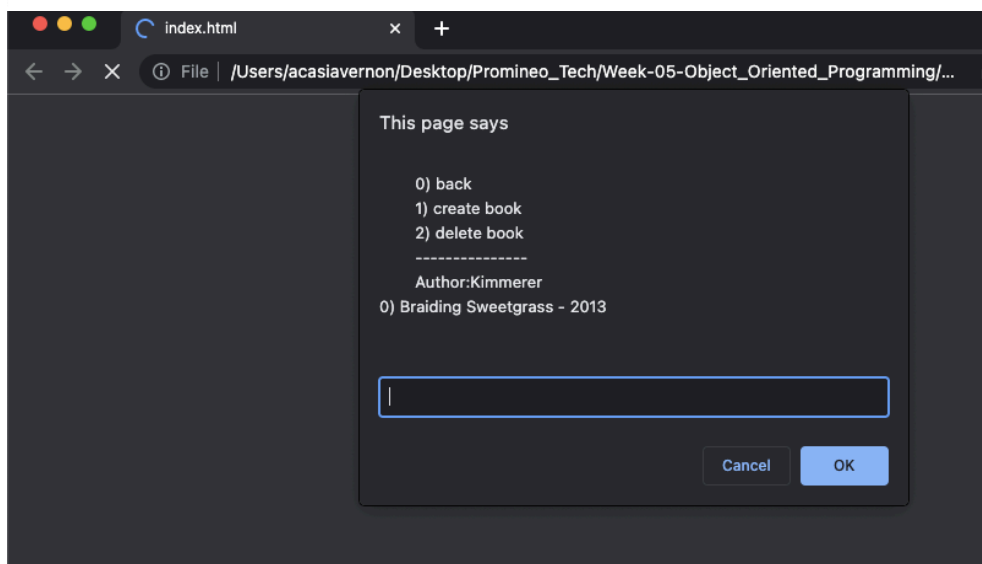 index.html
File | /Users/acasiavernon/Desktop/Promineo_Tech/Week-05-Object_Oriented_Programming/...
This page says
0) back
1) create book
2) delete book
---------------
Author:Kimmerer
0) Braiding Sweetgrass - 2013
Cancel OK